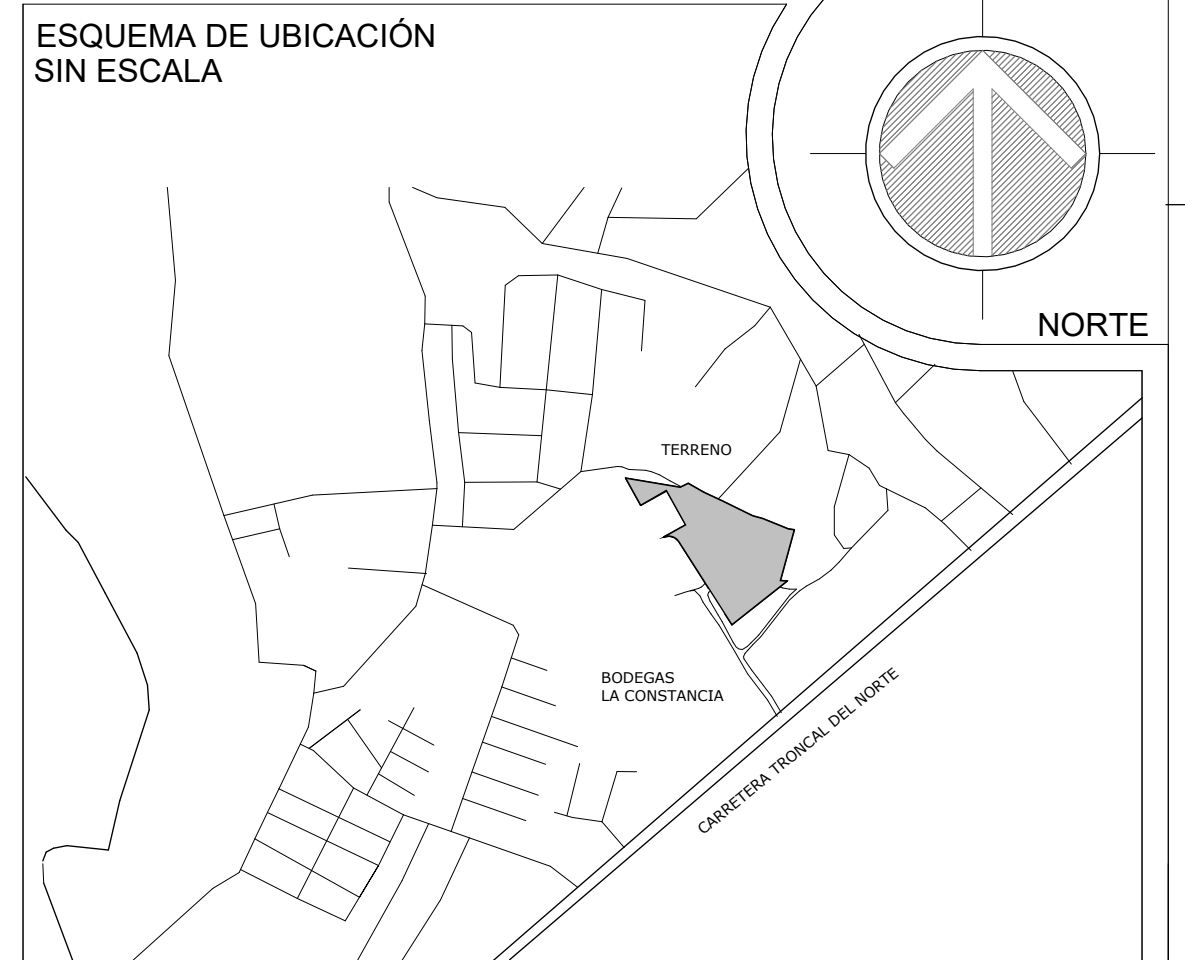 ESQUEMA DE UBICACIÓN
SIN ESCALA
NORTE
TERRENO
BODEGAS
LA CONSTANCIA
CARRETERA TRONCAL DEL NORTE